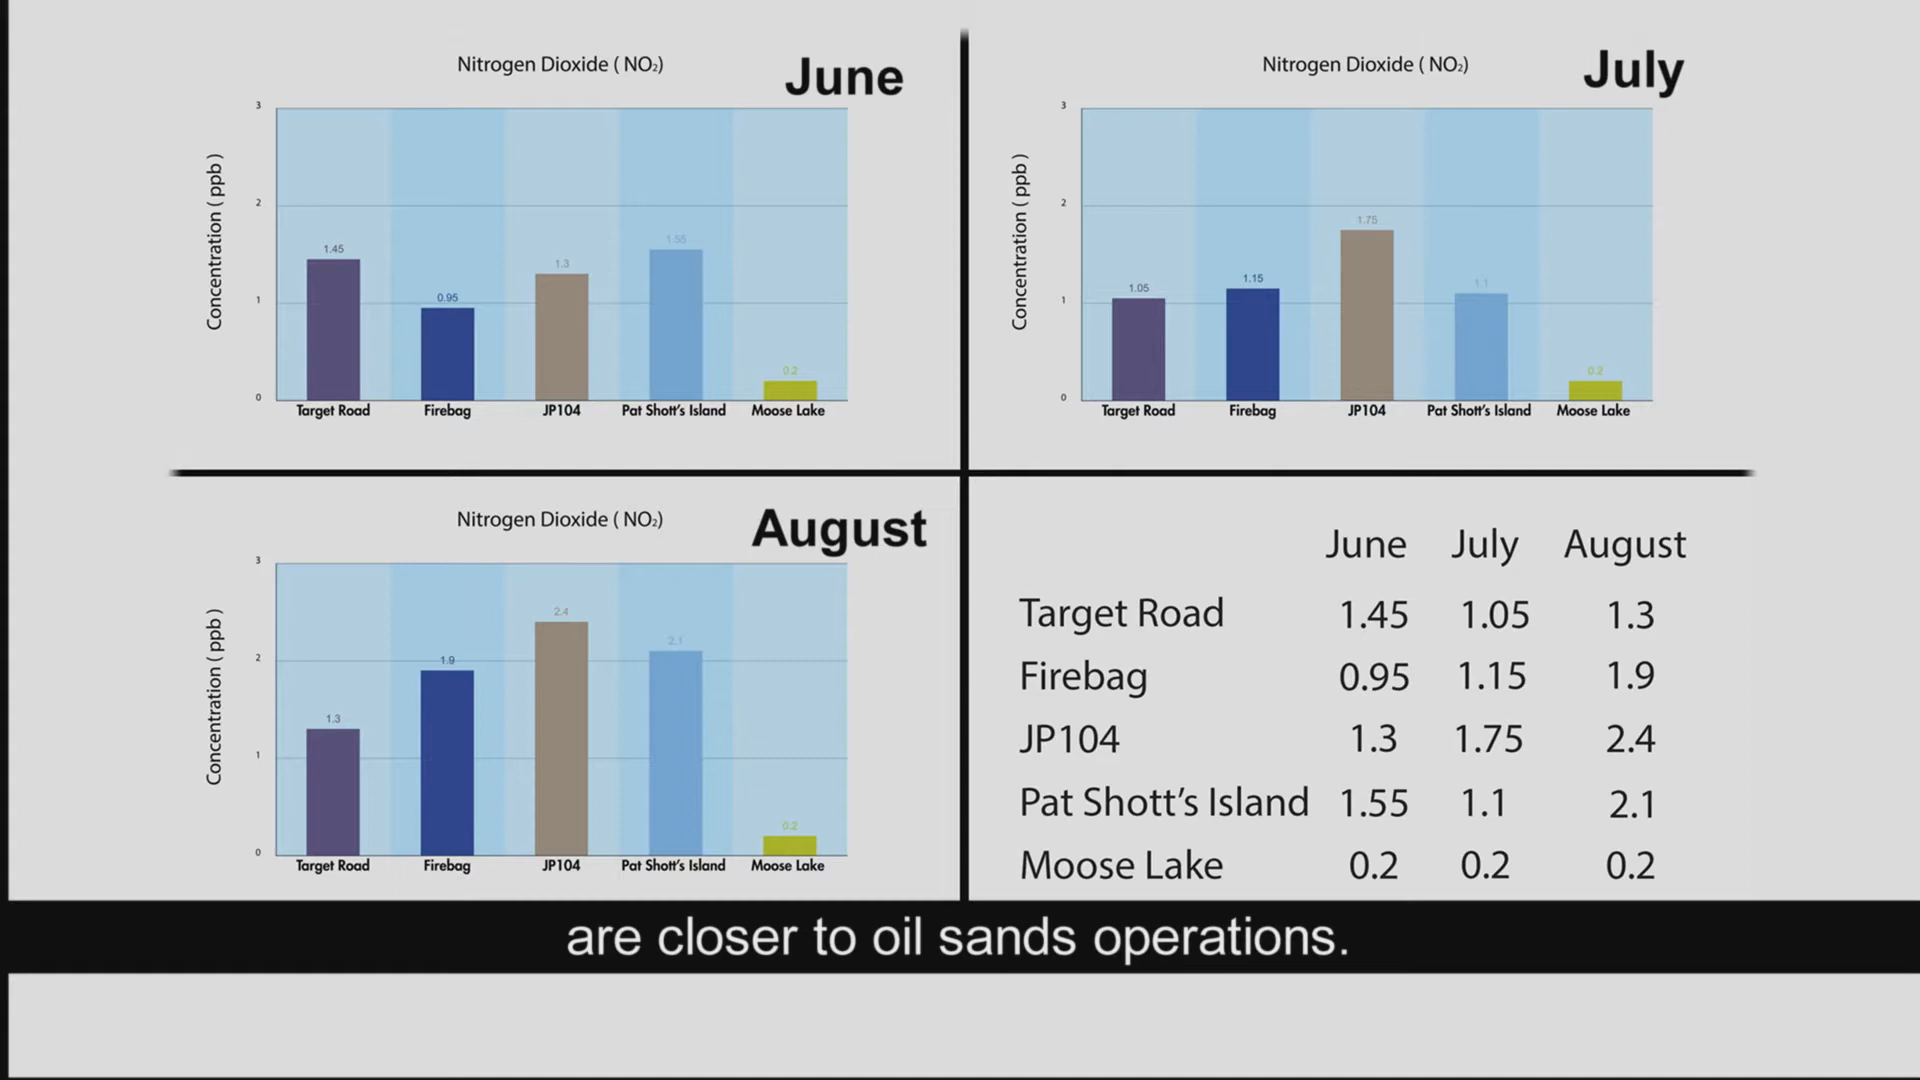 Nitrogen Dioxide ( NO₂)
June
3
2
1
0
Concentration ( ppb )
1.45
0.95
1.3
1.55
0.2
Target Road
Firebag
JP104
Pat Shott's Island
Moose Lake
Nitrogen Dioxide ( NO₂)
July
3
2
1
0
Concentration ( ppb )
1.05
1.15
1.75
1.1
0.2
Target Road
Firebag
JP104
Pat Shott's Island
Moose Lake
Nitrogen Dioxide ( NO₂)
August
3
2
1
0
Concentration ( ppb )
1.3
1.9
2.4
2.1
0.2
Target Road
Firebag
JP104
Pat Shott's Island
Moose Lake
June July August
Target Road 1.45 1.05 1.3
Firebag 0.95 1.15 1.9
JP104 1.3 1.75 2.4
Pat Shott's Island 1.55 1.1 2.1
Moose Lake 0.2 0.2 0.2
are closer to oil sands operations.